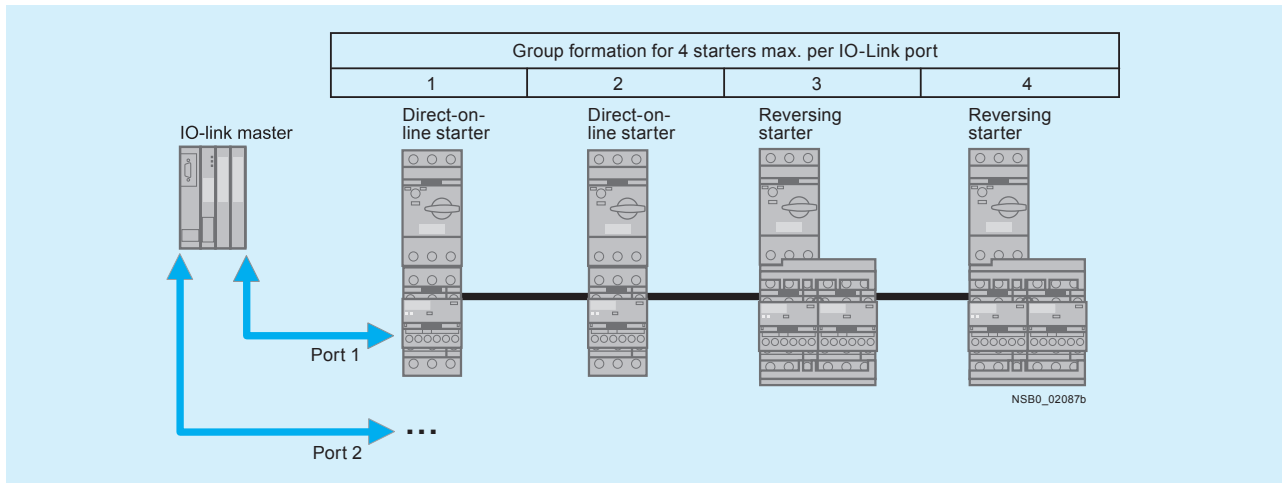 Group formation for 4 starters max. per IO-Link port
1 2 3 4
IO-link master
Direct-on-
line starter
Direct-on-
line starter
Reversing
starter
Reversing
starter
Port 1
NSB0_02087b
...
Port 2